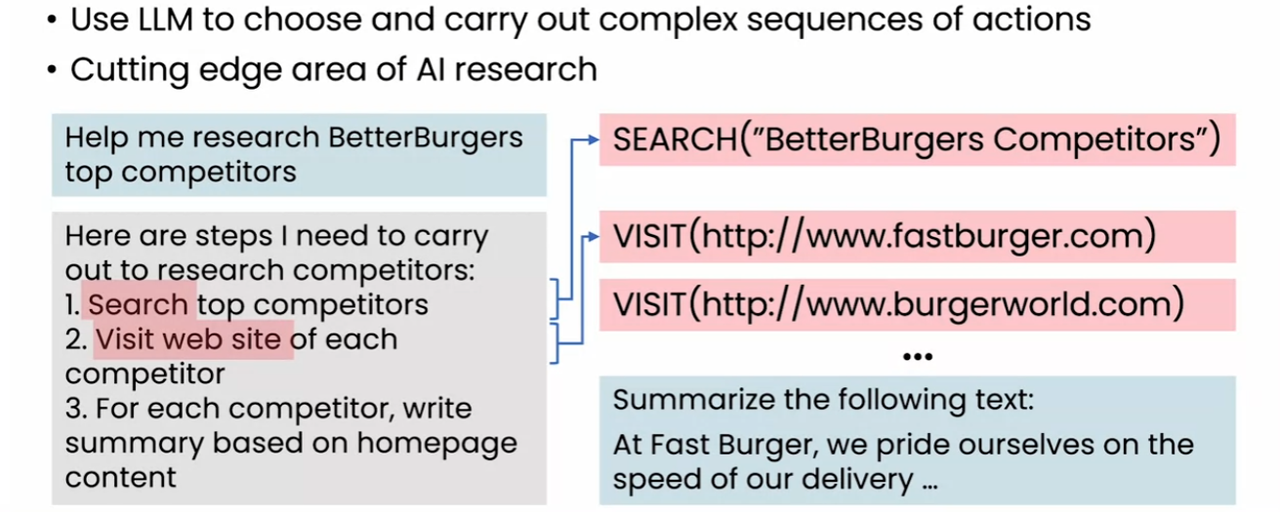 • Use LLM to choose and carry out complex sequences of actions
• Cutting edge area of AI research
Help me research BetterBurgers
top competitors
Here are steps I need to carry
out to research competitors:
1. Search top competitors
2. Visit web site of each
competitor
3. For each competitor, write
summary based on homepage
content
SEARCH(”BetterBurgers Competitors”)
VISIT(http://www.fastburger.com)
VISIT(http://www.burgerworld.com)
...
Summarize the following text:
At Fast Burger, we pride ourselves on the
speed of our delivery ...